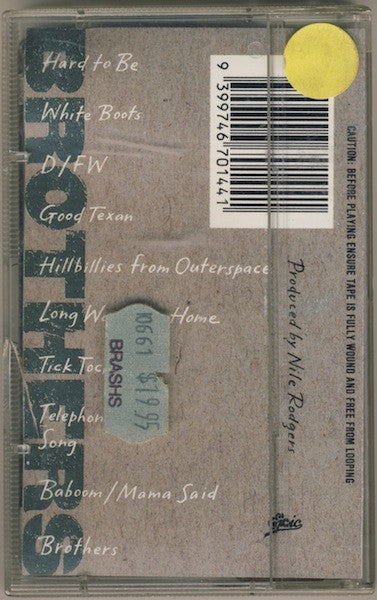 BROTHERS
Hard to Be
White Boots
D/FW
Good Texan
Hillbillies from Outerspace
Long Home
Tick
Telephon
Song
Baboom/Mama Said
Brothers
0661 $19.95
BRASHS
9 399746 701441
Produced by Nile Rodgers
CAUTION: BEFORE PLAYING ENSURE TAPE IS FULLY WOUND AND FREE FROM LOOPING
Epic